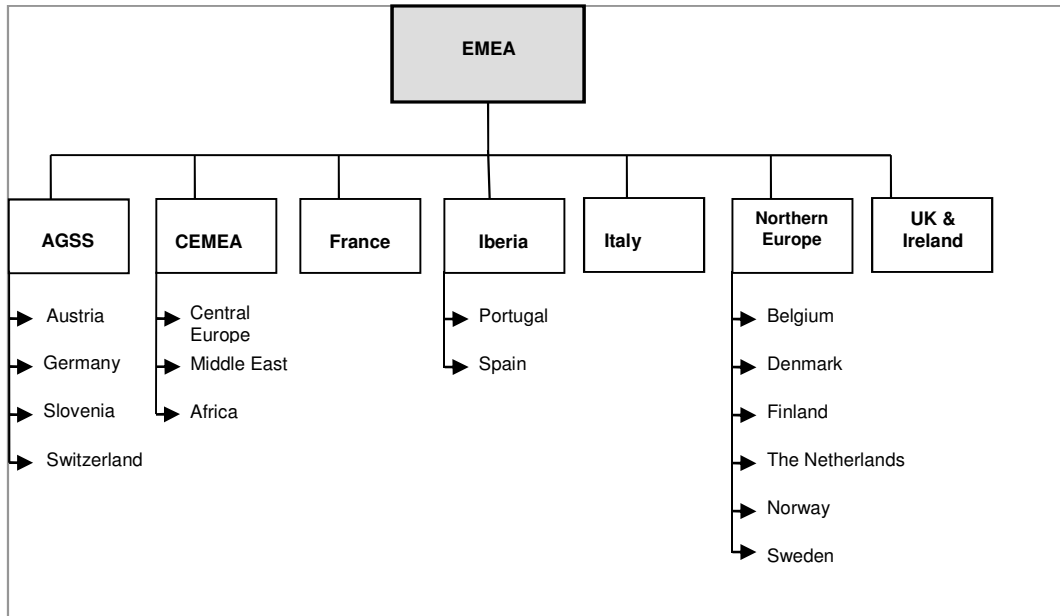 EMEA
AGSS
CEMEA
France
Iberia
Italy
Northern
Europe
UK &
Ireland
Austria
Germany
Slovenia
Switzerland
Central
Europe
Middle East
Africa
Portugal
Spain
Belgium
Denmark
Finland
The Netherlands
Norway
Sweden